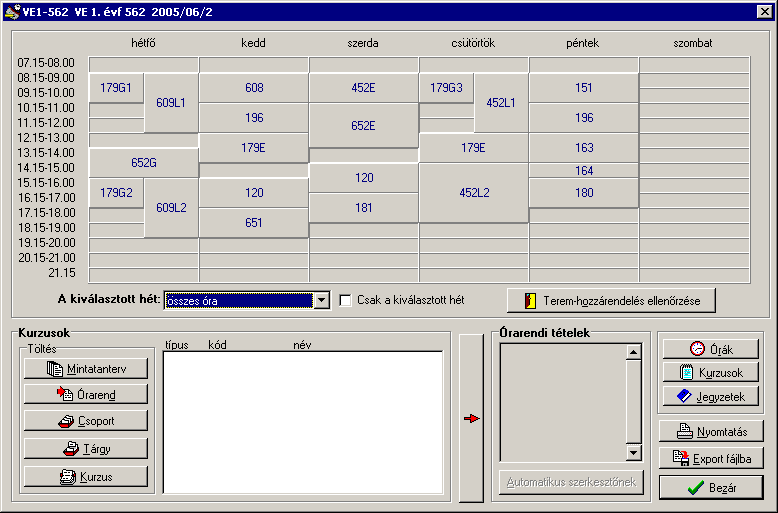 VE1-562 VE 1. évf 562 2005/06/2
hétfő kedd szerda csütörtök péntek szombat
07.15-08.00
08.15-09.00
179G1 608 452E 179G3 151
09.15-10.00
609L1 452L1
10.15-11.00
196 196
11.15-12.00
652E
12.15-13.00
179E 179E 163
13.15-14.00
652G
14.15-15.00
164
15.15-16.00
120
179G2 120 452L2 180
16.15-17.00
609L2 181
17.15-18.00
651
18.15-19.00
19.15-20.00
20.15-21.00
21.15
A kiválasztott hét: összes óra Csak a kiválasztott hét Terem-hozzárendelés ellenőrzése
Kurzusok
Töltés
Mintatanterv
Órarend
Csoport
Tárgy
Kurzus
típus kód név
Órarendi tételek
Automatikus szerkesztőnek
Órák
Kurzusok
Jegyzetek
Nyomtatás
Export fájlba
Bezár